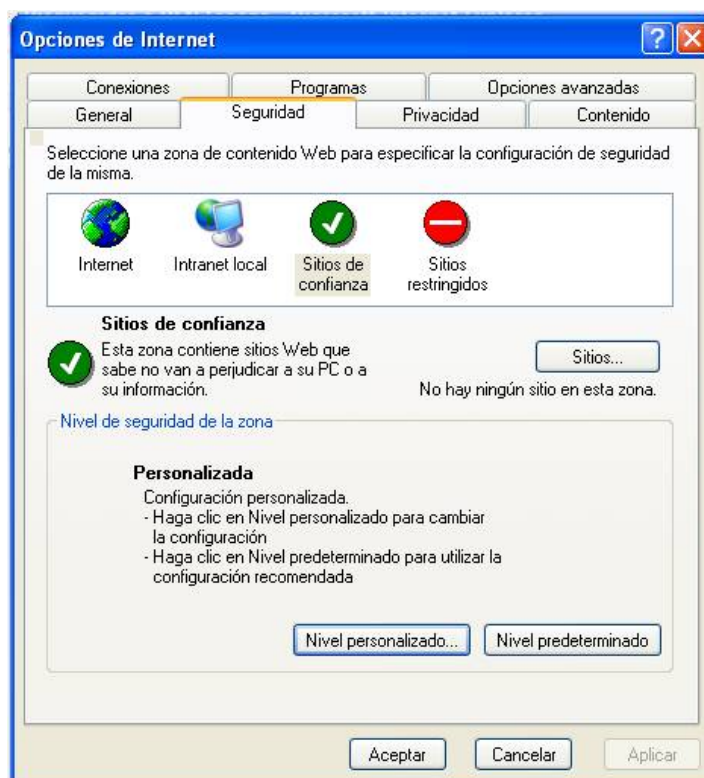 Opciones de Internet
Conexiones Programas Opciones avanzadas
General Seguridad Privacidad Contenido
Seleccione una zona de contenido Web para especificar la configuración de seguridad
de la misma.
Internet Intranet local Sitios de confianza Sitios restringidos
Sitios de confianza
Esta zona contiene sitios Web que
sabe no van a perjudicar a su PC o a
su información.
Sitios...
No hay ningún sitio en esta zona.
Nivel de seguridad de la zona
Personalizada
Configuración personalizada.
- Haga clic en Nivel personalizado para cambiar
la configuración
- Haga clic en Nivel predeterminado para utilizar la
configuración recomendada
Nivel personalizado... Nivel predeterminado
Aceptar Cancelar Aplicar